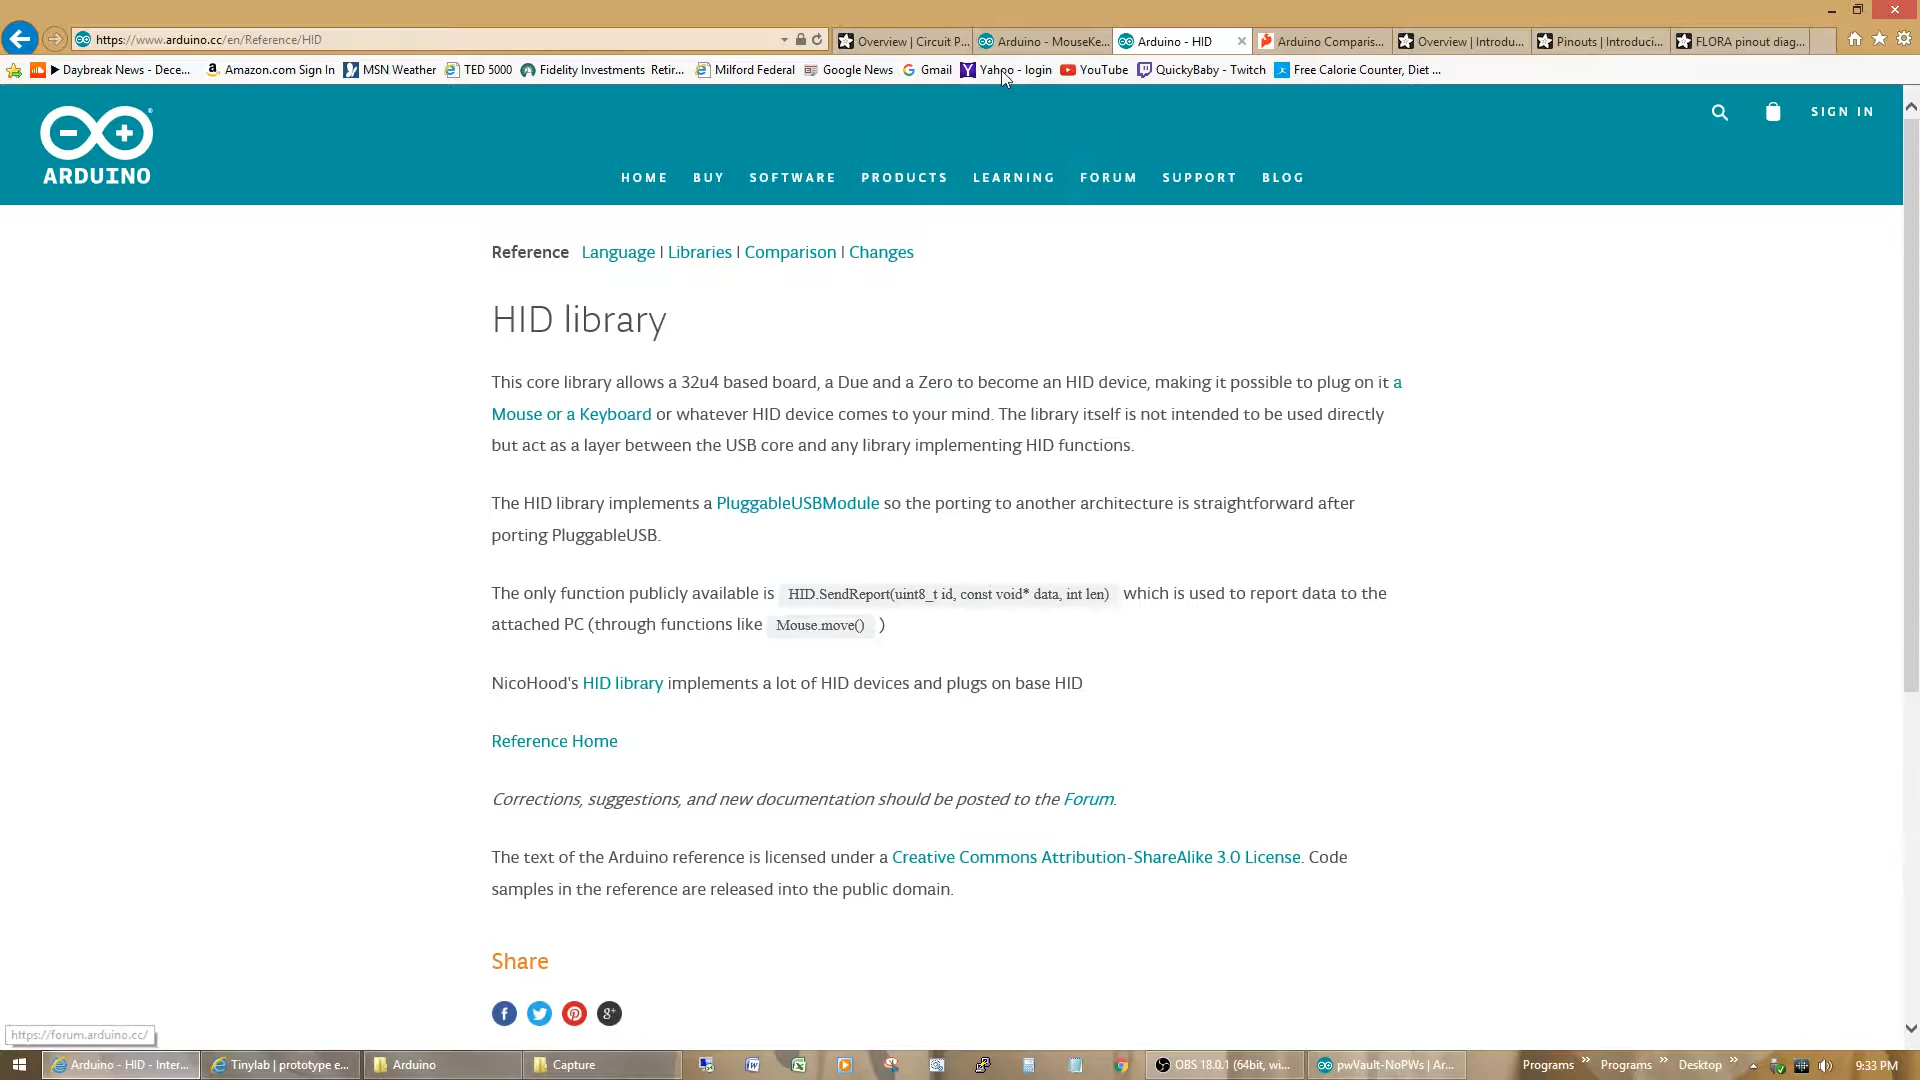 https://www.arduino.cc/en/Reference/HID
Overview | Circuit P...
Arduino - MouseKe...
Arduino - HID
Arduino Comparis...
Overview | Introdu...
Pinouts | Introduci...
FLORA pinout diag...
Daybreak News - Dece...
Amazon.com Sign In
MSN Weather
TED 5000
Fidelity Investments Retir...
Milford Federal
Google News
Gmail
Yahoo - login
YouTube
QuickyBaby - Twitch
Free Calorie Counter, Diet ...
ARDUINO
SIGN IN
HOME BUY SOFTWARE PRODUCTS LEARNING FORUM SUPPORT BLOG
Reference Language | Libraries | Comparison | Changes
HID library
This core library allows a 32u4 based board, a Due and a Zero to become an HID device, making it possible to plug on it a
Mouse or a Keyboard or whatever HID device comes to your mind. The library itself is not intended to be used directly
but act as a layer between the USB core and any library implementing HID functions.
The HID library implements a PluggableUSBModule so the porting to another architecture is straightforward after
porting PluggableUSB.
The only function publicly available is HID.SendReport(uint8_t id, const void* data, int len) which is used to report data to the
attached PC (through functions like Mouse.move() )
NicoHood's HID library implements a lot of HID devices and plugs on base HID
Reference Home
Corrections, suggestions, and new documentation should be posted to the Forum.
The text of the Arduino reference is licensed under a Creative Commons Attribution-ShareAlike 3.0 License. Code
samples in the reference are released into the public domain.
Share
https://forum.arduino.cc/
Arduino - HID - Inter...
Tinylab | prototype e...
Arduino
Capture
OBS 18.0.1 (64bit, wi...
pwVault-NoPWs | Ar...
Programs
Programs
Desktop
9:33 PM